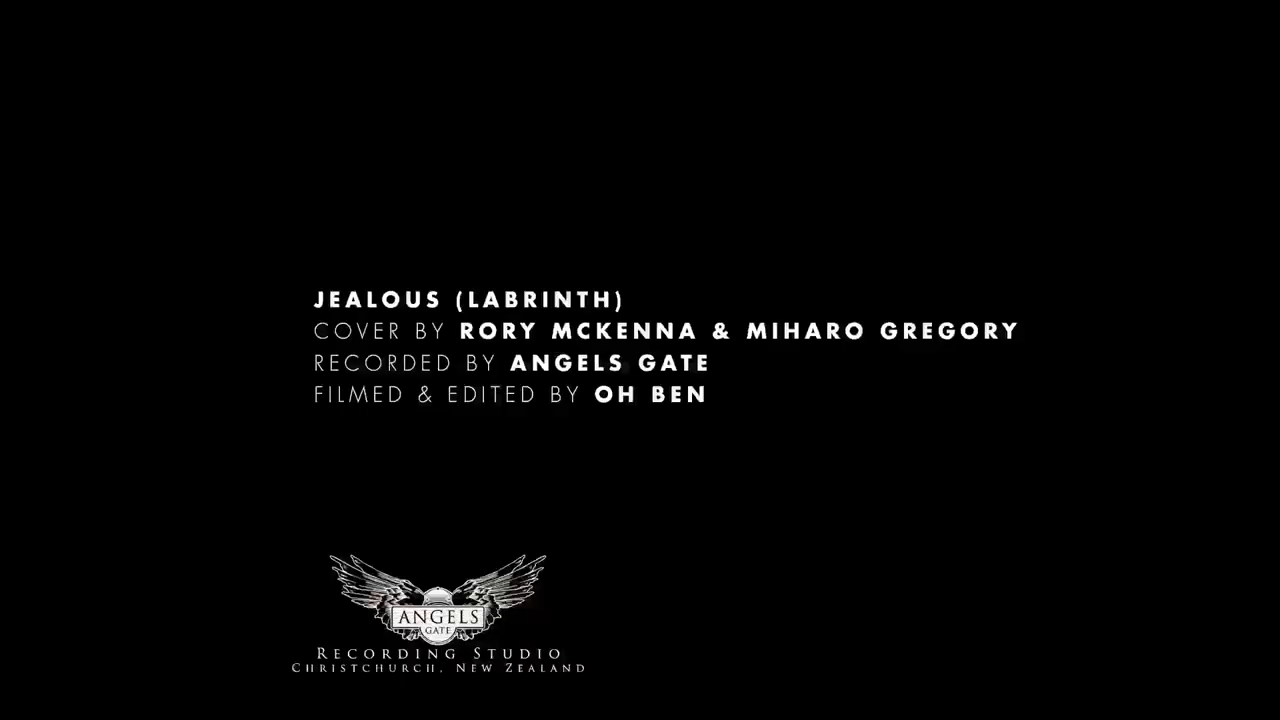 JEALOUS (LABRINTH)
COVER BY RORY MCKENNA & MIHARO GREGORY
RECORDED BY ANGELS GATE
FILMED & EDITED BY OH BEN
ANGELS
GATE
RECORDING STUDIO
CHRISTCHURCH, NEW ZEALAND